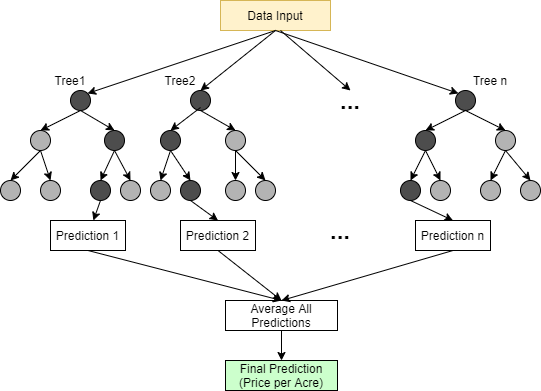 Data Input
Tree1
Tree2
Tree n
...
Prediction 1
Prediction 2
...
Prediction n
Average All
Predictions
Final Prediction
(Price per Acre)